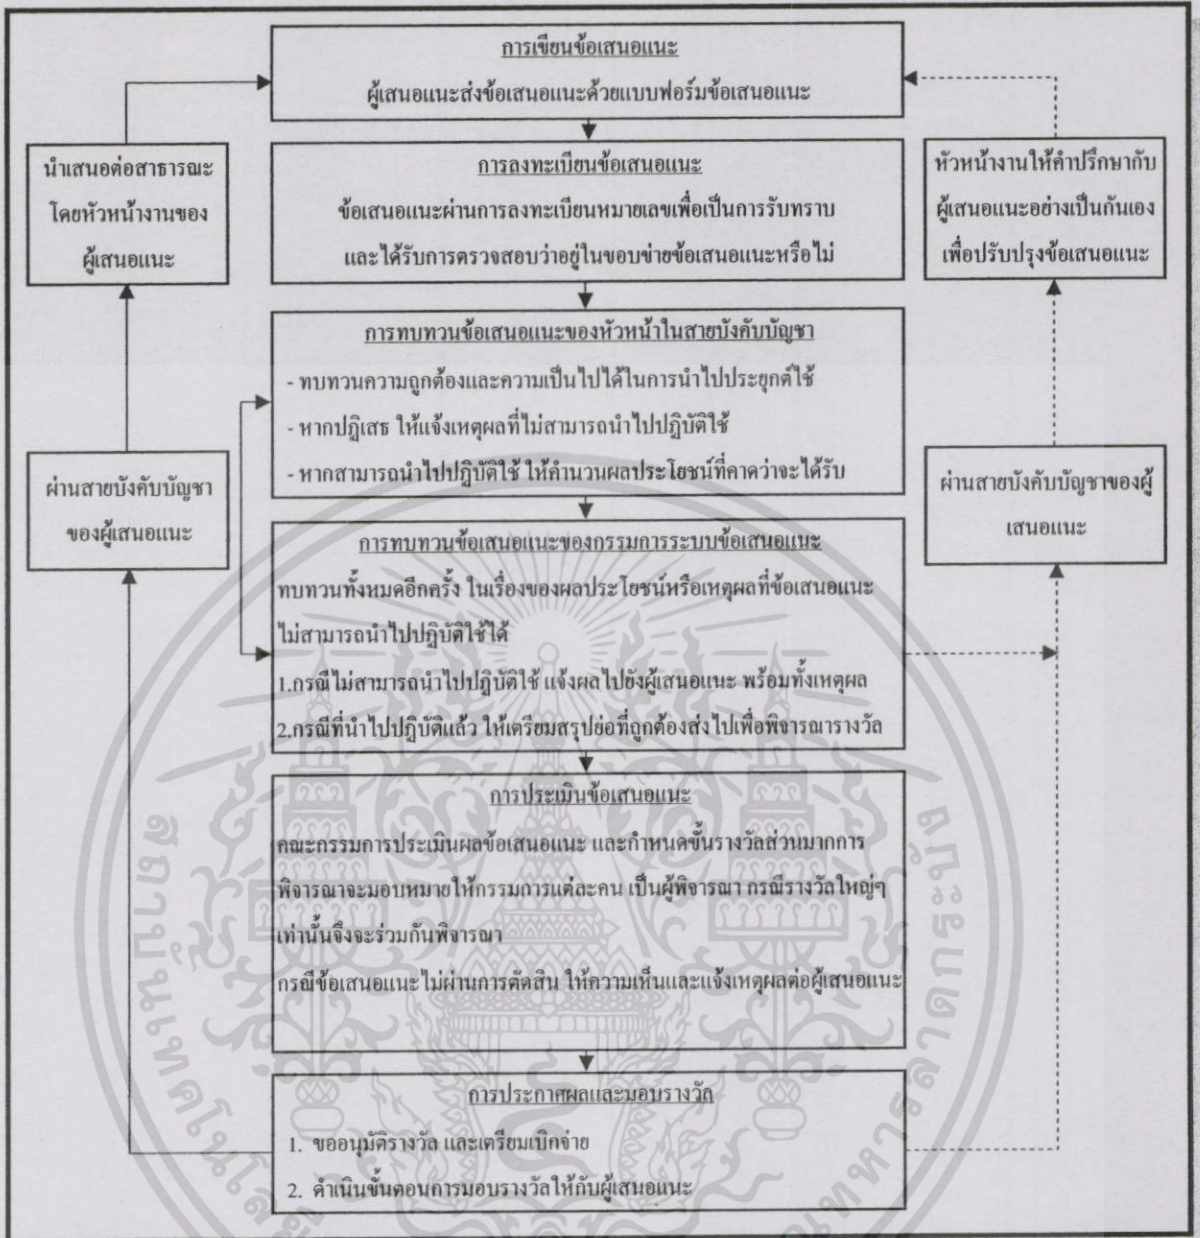 การเขียนข้อเสนอแนะ
ผู้เสนอแนะส่งข้อเสนอแนะด้วยแบบฟอร์มข้อเสนอแนะ
นำเสนอต่อสาธารณะ
โดยหัวหน้างานของ
ผู้เสนอแนะ
การลงทะเบียนข้อเสนอแนะ
ข้อเสนอแนะผ่านการลงทะเบียนหมายเลขเพื่อเป็นการรับทราบ
และได้รับการตรวจสอบว่าอยู่ในขอบข่ายข้อเสนอแนะหรือไม่
หัวหน้างานให้คำปรึกษากับ
ผู้เสนอแนะอย่างเป็นกันเอง
เพื่อปรับปรุงข้อเสนอแนะ
การทบทวนข้อเสนอแนะของหัวหน้าในสายบังคับบัญชา
- ทบทวนความถูกต้องและความเป็นไปได้ในการนำไปประยุกต์ใช้
- หากปฏิเสธ ให้แจ้งเหตุผลที่ไม่สามารถนำไปปฏิบัติใช้
- หากสามารถนำไปปฏิบัติใช้ ให้คำนวนผลประโยชน์ที่คาดว่าจะได้รับ
ผ่านสายบังคับบัญชา
ของผู้เสนอแนะ
ผ่านสายบังคับบัญชาของผู้
เสนอแนะ
การทบทวนข้อเสนอแนะของกรรมการระบบข้อเสนอแนะ
ทบทวนทั้งหมดอีกครั้ง ในเรื่องของผลประโยชน์หรือเหตุผลที่ข้อเสนอแนะ
ไม่สามารถนำไปปฏิบัติใช้ได้
1.กรณีไม่สามารถนำไปปฏิบัติใช้ แจ้งผลไปยังผู้เสนอแนะ พร้อมทั้งเหตุผล
2.กรณีที่นำไปปฏิบัติแล้ว ให้เตรียมสรุปย่อที่ถูกต้องส่งไปเพื่อพิจารณารางวัล
การประเมินข้อเสนอแนะ
คณะกรรมการประเมินผลข้อเสนอแนะ และกำหนดขั้นรางวัลส่วนมากการ
พิจารณาจะมอบหมายให้กรรมการแต่ละคน เป็นผู้พิจารณา กรณีรางวัลใหญ่ๆ
เท่านั้นจึงจะร่วมกันพิจารณา
กรณีข้อเสนอแนะไม่ผ่านการตัดสิน ให้ความเห็นและแจ้งเหตุผลต่อผู้เสนอแนะ
การประกาศผลและมอบรางวัล
1. ขออนุมัติรางวัล และเตรียมเบิกจ่าย
2. ดำเนินขั้นตอนการมอบรางวัลให้กับผู้เสนอแนะ